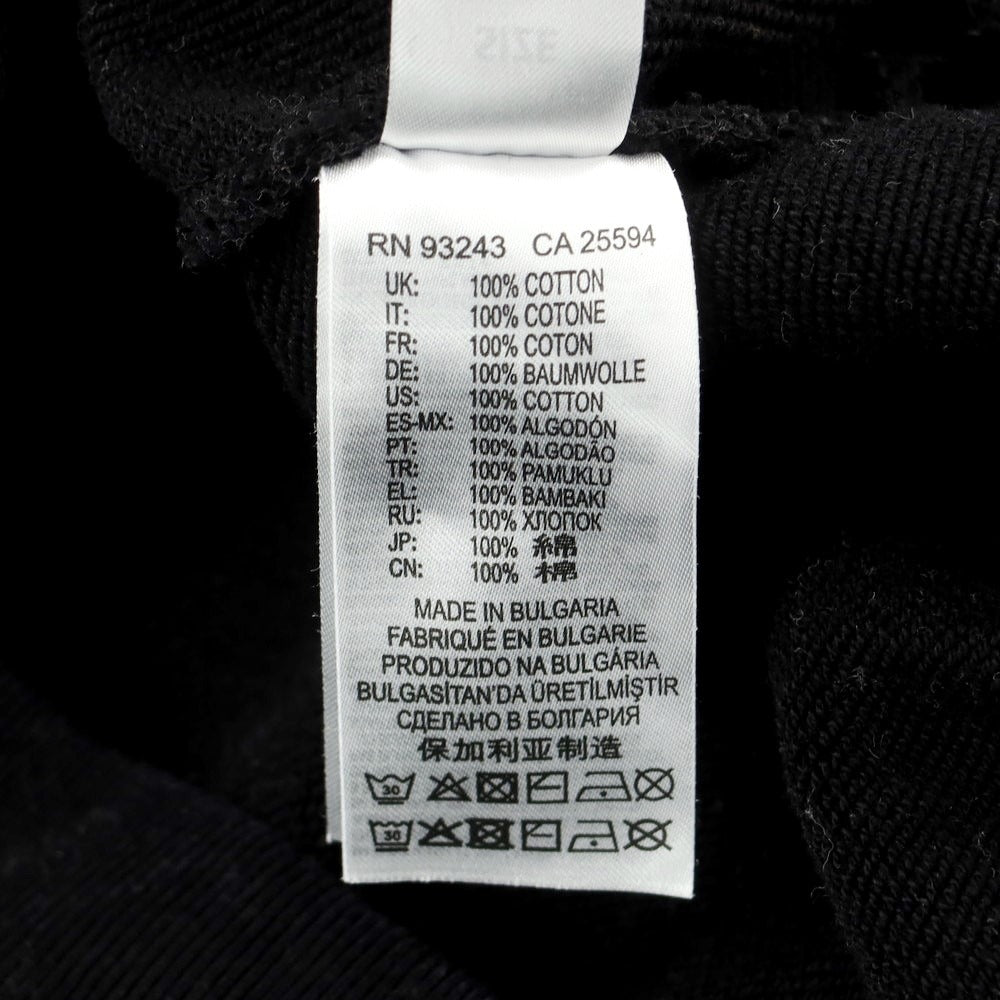 SIZE
RN 93243 CA 25594
UK: 100% COTTON
IT: 100% COTONE
FR: 100% COTON
DE: 100% BAUMWOLLE
US: 100% COTTON
ES-MX: 100% ALGODÓN
PT: 100% ALGODÃO
TR: 100% PAMUKLU
EL: 100% BAMBAKI
RU: 100% ХЛОПОК
JP: 100% 綿
CN: 100% 棉
MADE IN BULGARIA
FABRIQUÉ EN BULGARIE
PRODUZIDO NA BULGÁRIA
BULGASİTAN'DA ÜRETİLMİŞTİR
СДЕЛАНО В БОЛГАРИЯ
保加利亚制造
30
30